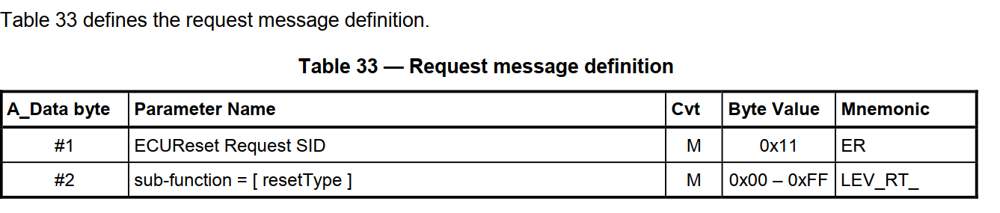 Table 33 defines the request message definition.
Table 33 — Request message definition
A_Data byte Parameter Name Cvt Byte Value Mnemonic
#1 ECUReset Request SID M 0x11 ER
#2 sub-function = [ resetType ] M 0x00 – 0xFF LEV_RT_